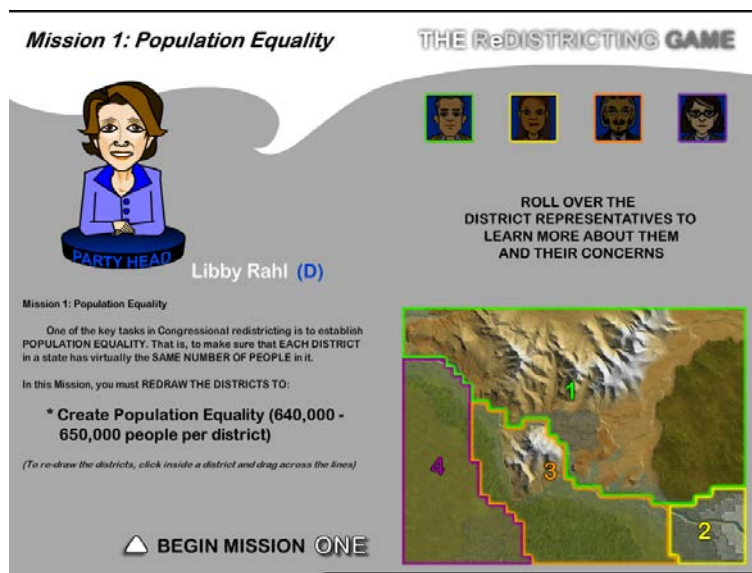 Mission 1: Population Equality
THE ReDISTRICTING GAME
PARTY HEAD
Libby Rahl (D)
ROLL OVER THE
DISTRICT REPRESENTATIVES TO
LEARN MORE ABOUT THEM
AND THEIR CONCERNS
Mission 1: Population Equality
One of the key tasks in Congressional redistricting is to establish
POPULATION EQUALITY. That is, to make sure that EACH DISTRICT
in a state has virtually the SAME NUMBER OF PEOPLE in it.
In this Mission, you must REDRAW THE DISTRICTS TO:
* Create Population Equality (640,000 -
650,000 people per district)
(To re-draw the districts, click inside a district and drag across the lines)
BEGIN MISSION ONE
1
4
3
2